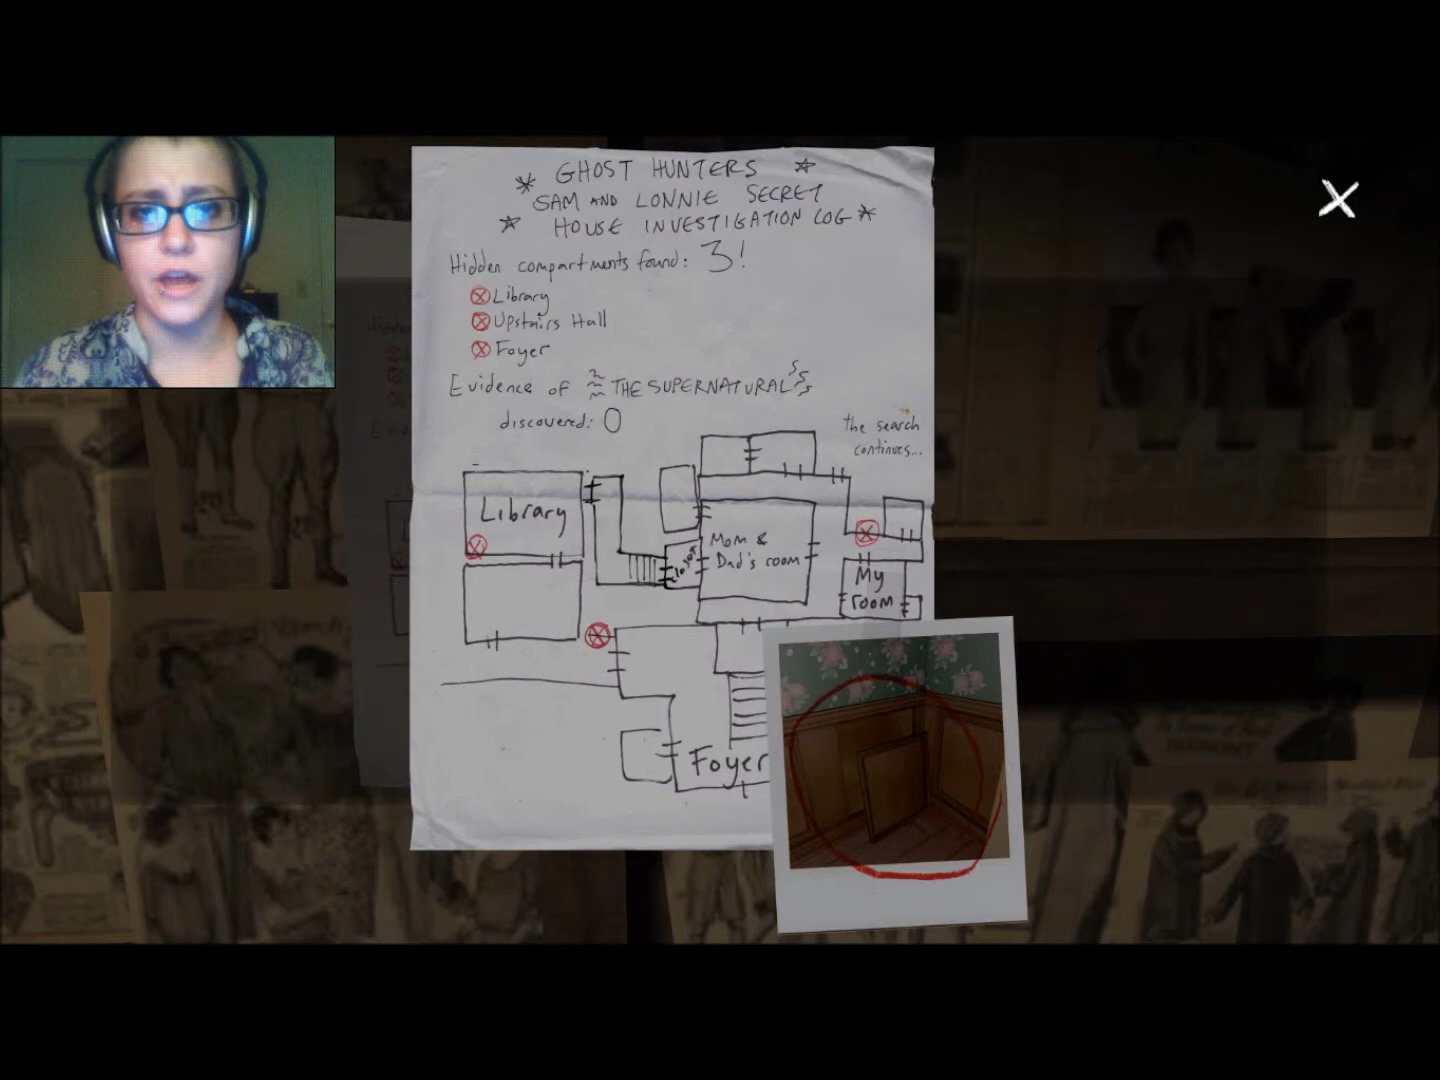 GHOST HUNTERS
SAM AND LONNIE SECRET
HOUSE INVESTIGATION LOG
Hidden compartments found: 3!
Library
Upstairs Hall
Foyer
Evidence of THE SUPERNATURAL
discovered: 0
the search
continues...
Library
Closet
Mom &
Dad's room
My
room
Foyer